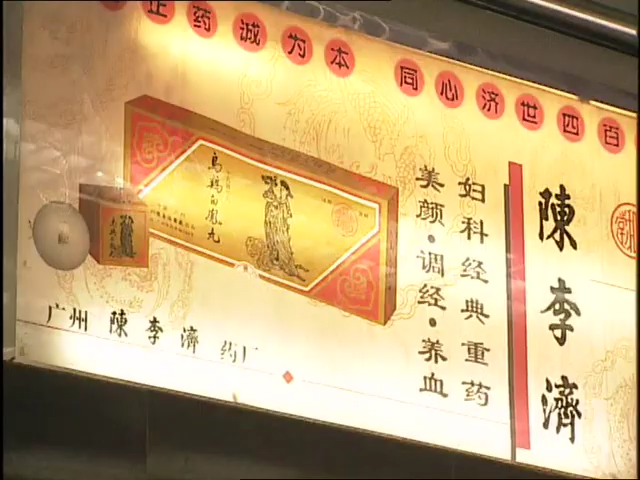 正药诚为本 同心济世四百
陳李濟
妇科经典重药
美颜·调经·养血
乌鸡白凤丸
广州陳李濟药厂